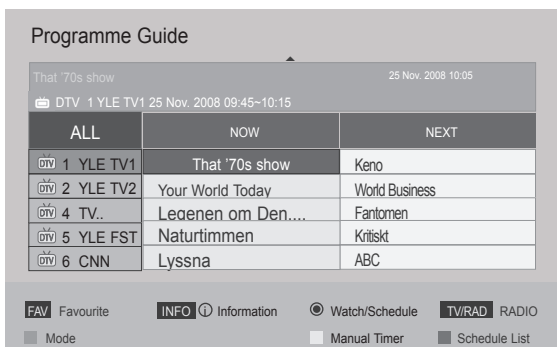 Programme Guide
That '70s show 25 Nov. 2008 10:05
DTV 1 YLE TV1 25 Nov. 2008 09:45~10:15
ALL NOW NEXT
DTV 1 YLE TV1 That '70s show Keno
DTV 2 YLE TV2 Your World Today World Business
DTV 4 TV.. Legenen om Den.... Fantomen
DTV 5 YLE FST Naturtimmen Kritiskt
DTV 6 CNN Lyssna ABC
FAV Favourite INFO i Information Watch/Schedule TV/RAD RADIO
Mode Manual Timer Schedule List